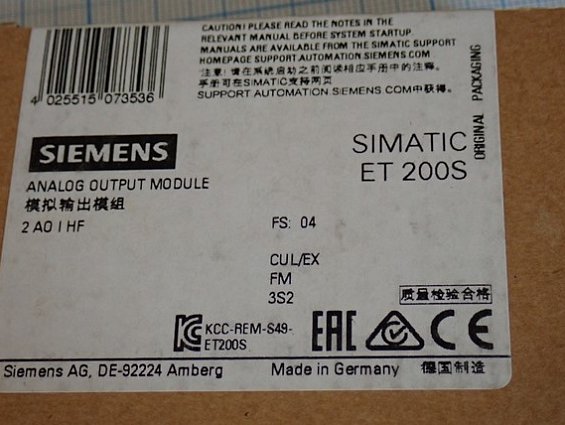 CAUTION! PLEASE READ THE NOTES IN THE
RELEVANT MANUAL BEFORE SYSTEM STARTUP
MANUALS ARE AVAILABLE FROM THE SIMATIC SUPPORT
HOMEPAGE SUPPORT.AUTOMATION.SIEMENS.COM
注意!请在系统启动之前阅读相应手册中的注释。
手册可在SIMATIC支持网页
SUPPORT.AUTOMATION.SIEMENS.COM中获得。
4 025515 073536
ORIGINAL PACKAGING
SIEMENS
SIMATIC
ET 200S
ANALOG OUTPUT MODULE
模拟输出模组
2 AO I HF
FS: 04
CUL/EX
FM
3S2
质量检验合格
KCC-REM-S49-
ET200S
EAC
CE
Siemens AG, DE-92224 Amberg
Made in Germany
德国制造